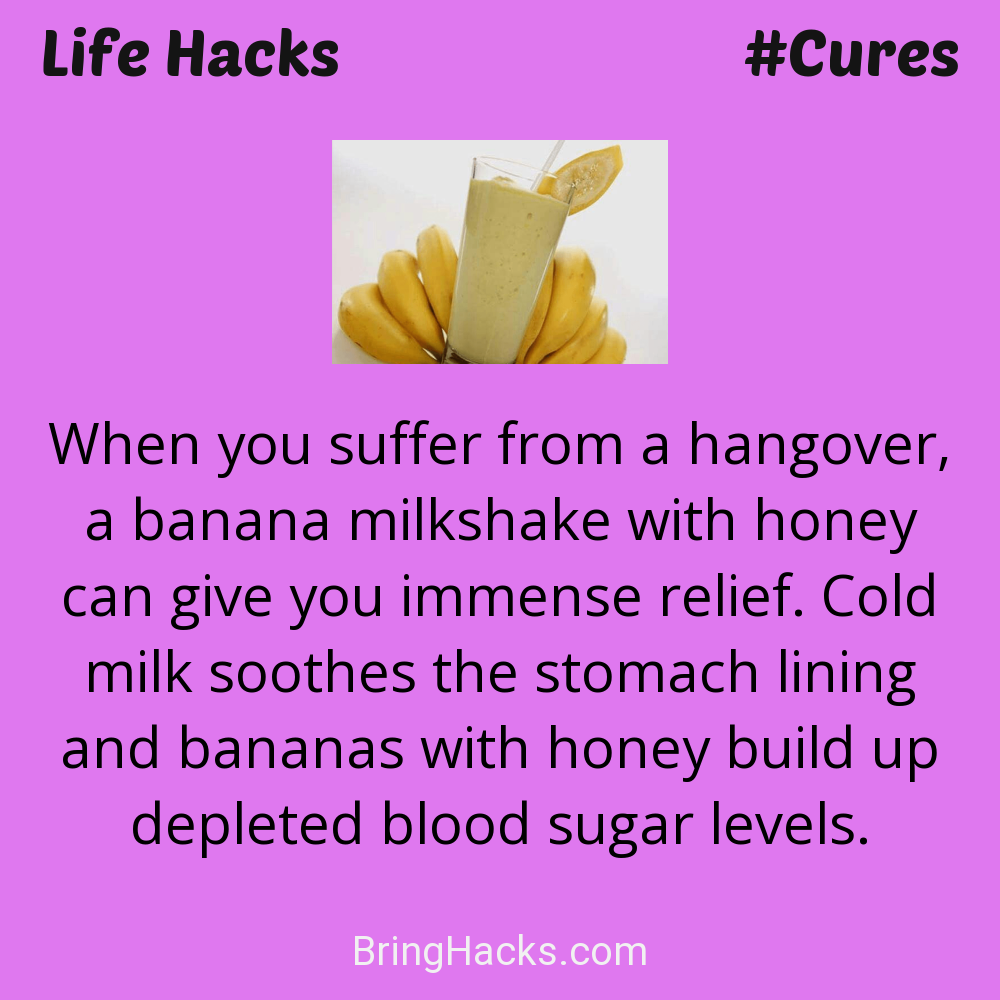 Life Hacks
#Cures
When you suffer from a hangover,
a banana milkshake with honey
can give you immense relief. Cold
milk soothes the stomach lining
and bananas with honey build up
depleted blood sugar levels.
BringHacks.com